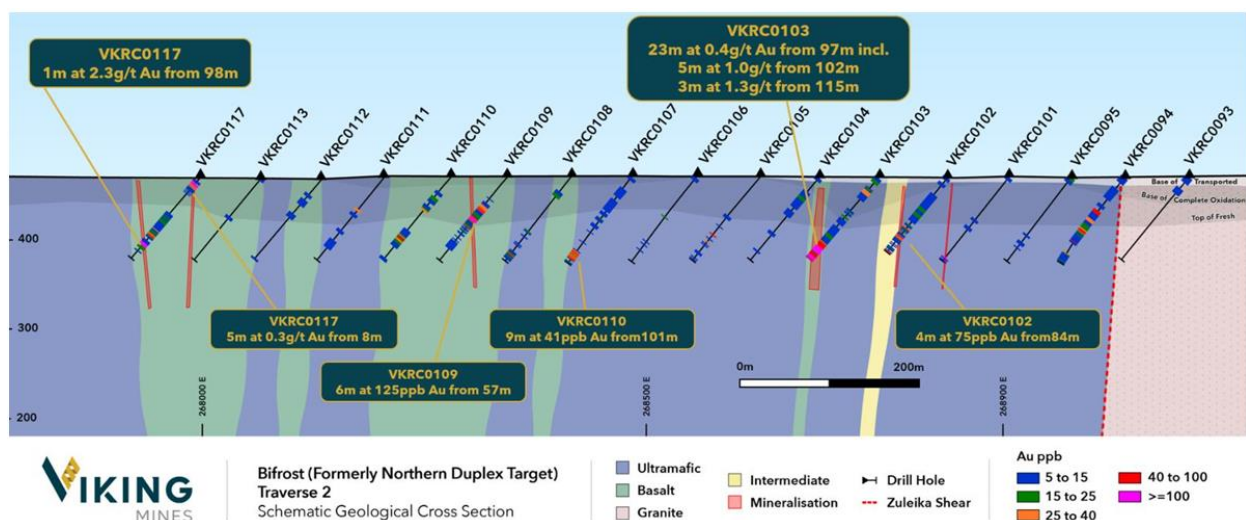 VKRC0117
1m at 2.3g/t Au from 98m
VKRC0103
23m at 0.4g/t Au from 97m incl.
5m at 1.0g/t from 102m
3m at 1.3g/t from 115m
VKRC0117
VKRC0113
VKRC0112
VKRC0111
VKRC0110
VKRC0109
VKRC0108
VKRC0107
VKRC0106
VKRC0105
VKRC0104
VKRC0103
VKRC0102
VKRC0101
VKRC0095
VKRC0094
VKRC0093
Base of Transported
Base of Complete Oxidation
Top of Fresh
400
300
200
VKRC0117
5m at 0.3g/t Au from 8m
VKRC0109
6m at 125ppb Au from 57m
VKRC0110
9m at 41ppb Au from101m
VKRC0102
4m at 75ppb Au from84m
0m
200m
268000 E
268500 E
268900 E
VIKING
MINES
Bifrost (Formerly Northern Duplex Target)
Traverse 2
Schematic Geological Cross Section
Ultramafic
Basalt
Granite
Intermediate
Mineralisation
Drill Hole
Zuleika Shear
Au ppb
5 to 15
15 to 25
25 to 40
40 to 100
>=100